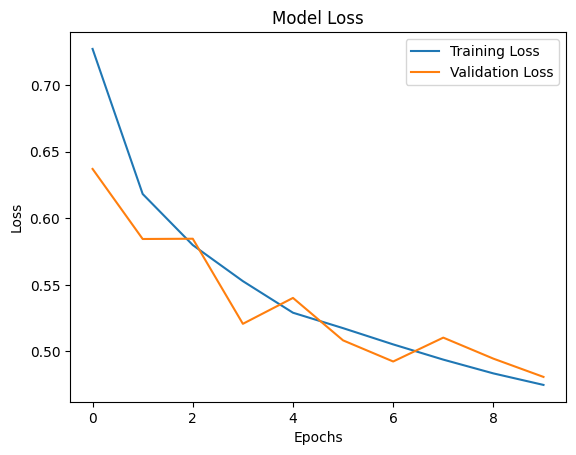 Model Loss
Training Loss
Validation Loss
0.70
0.65
0.60
0.55
0.50
Loss
0 2 4 6 8
Epochs